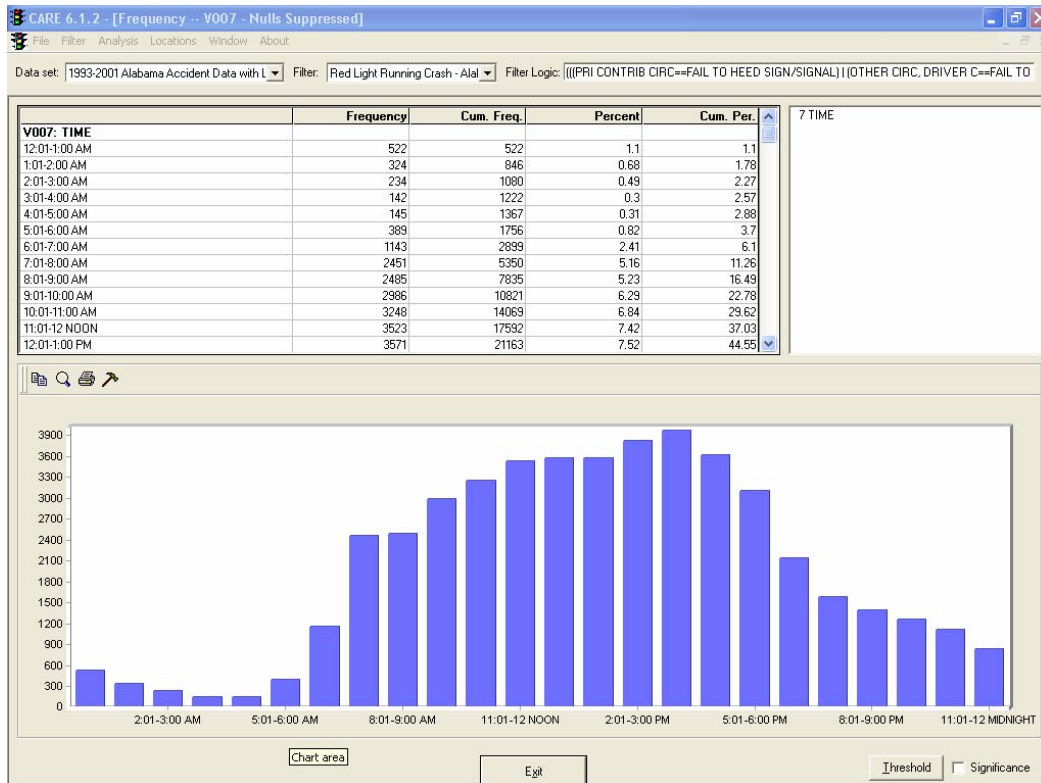 CARE 6.1.2 - [Frequency -- V007 - Nulls Suppressed]
File Filter Analysis Locations Window About
Data set: 1993-2001 Alabama Accident Data with L Filter: Red Light Running Crash - Alal Filter Logic: (((PRI CONTRIB CIRC==FAIL TO HEED SIGN/SIGNAL) | (OTHER CIRC, DRIVER C==FAIL TO
Frequency Cum. Freq. Percent Cum. Per.
7 TIME
V007: TIME
12:01-1:00 AM 522 522 1.1 1.1
1:01-2:00 AM 324 846 0.68 1.78
2:01-3:00 AM 234 1080 0.49 2.27
3:01-4:00 AM 142 1222 0.3 2.57
4:01-5:00 AM 145 1367 0.31 2.88
5:01-6:00 AM 389 1756 0.82 3.7
6:01-7:00 AM 1143 2899 2.41 6.1
7:01-8:00 AM 2451 5350 5.16 11.26
8:01-9:00 AM 2485 7835 5.23 16.49
9:01-10:00 AM 2986 10821 6.29 22.78
10:01-11:00 AM 3248 14069 6.84 29.62
11:01-12 NOON 3523 17592 7.42 37.03
12:01-1:00 PM 3571 21163 7.52 44.55
3900
3600
3300
3000
2700
2400
2100
1800
1500
1200
900
600
300
0
2:01-3:00 AM 5:01-6:00 AM 8:01-9:00 AM 11:01-12 NOON 2:01-3:00 PM 5:01-6:00 PM 8:01-9:00 PM 11:01-12 MIDNIGHT
Chart area
Exit
Threshold Significance